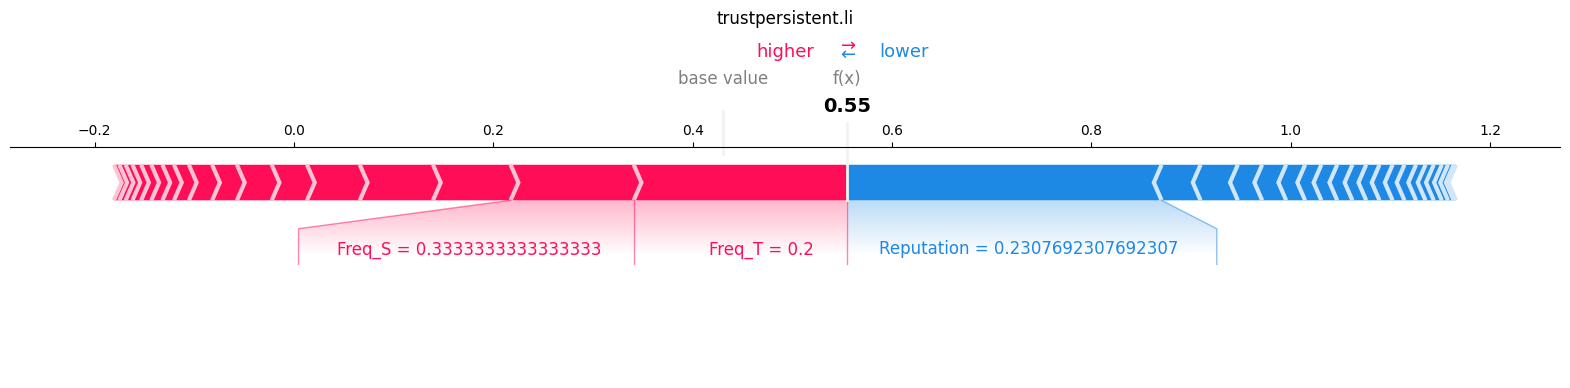 trustpersistent.li
higher → lower
←
base value f(x)
0.55
−0.2 0.0 0.2 0.4 0.6 0.8 1.0 1.2
Freq_S = 0.3333333333333333 Freq_T = 0.2 Reputation = 0.2307692307692307